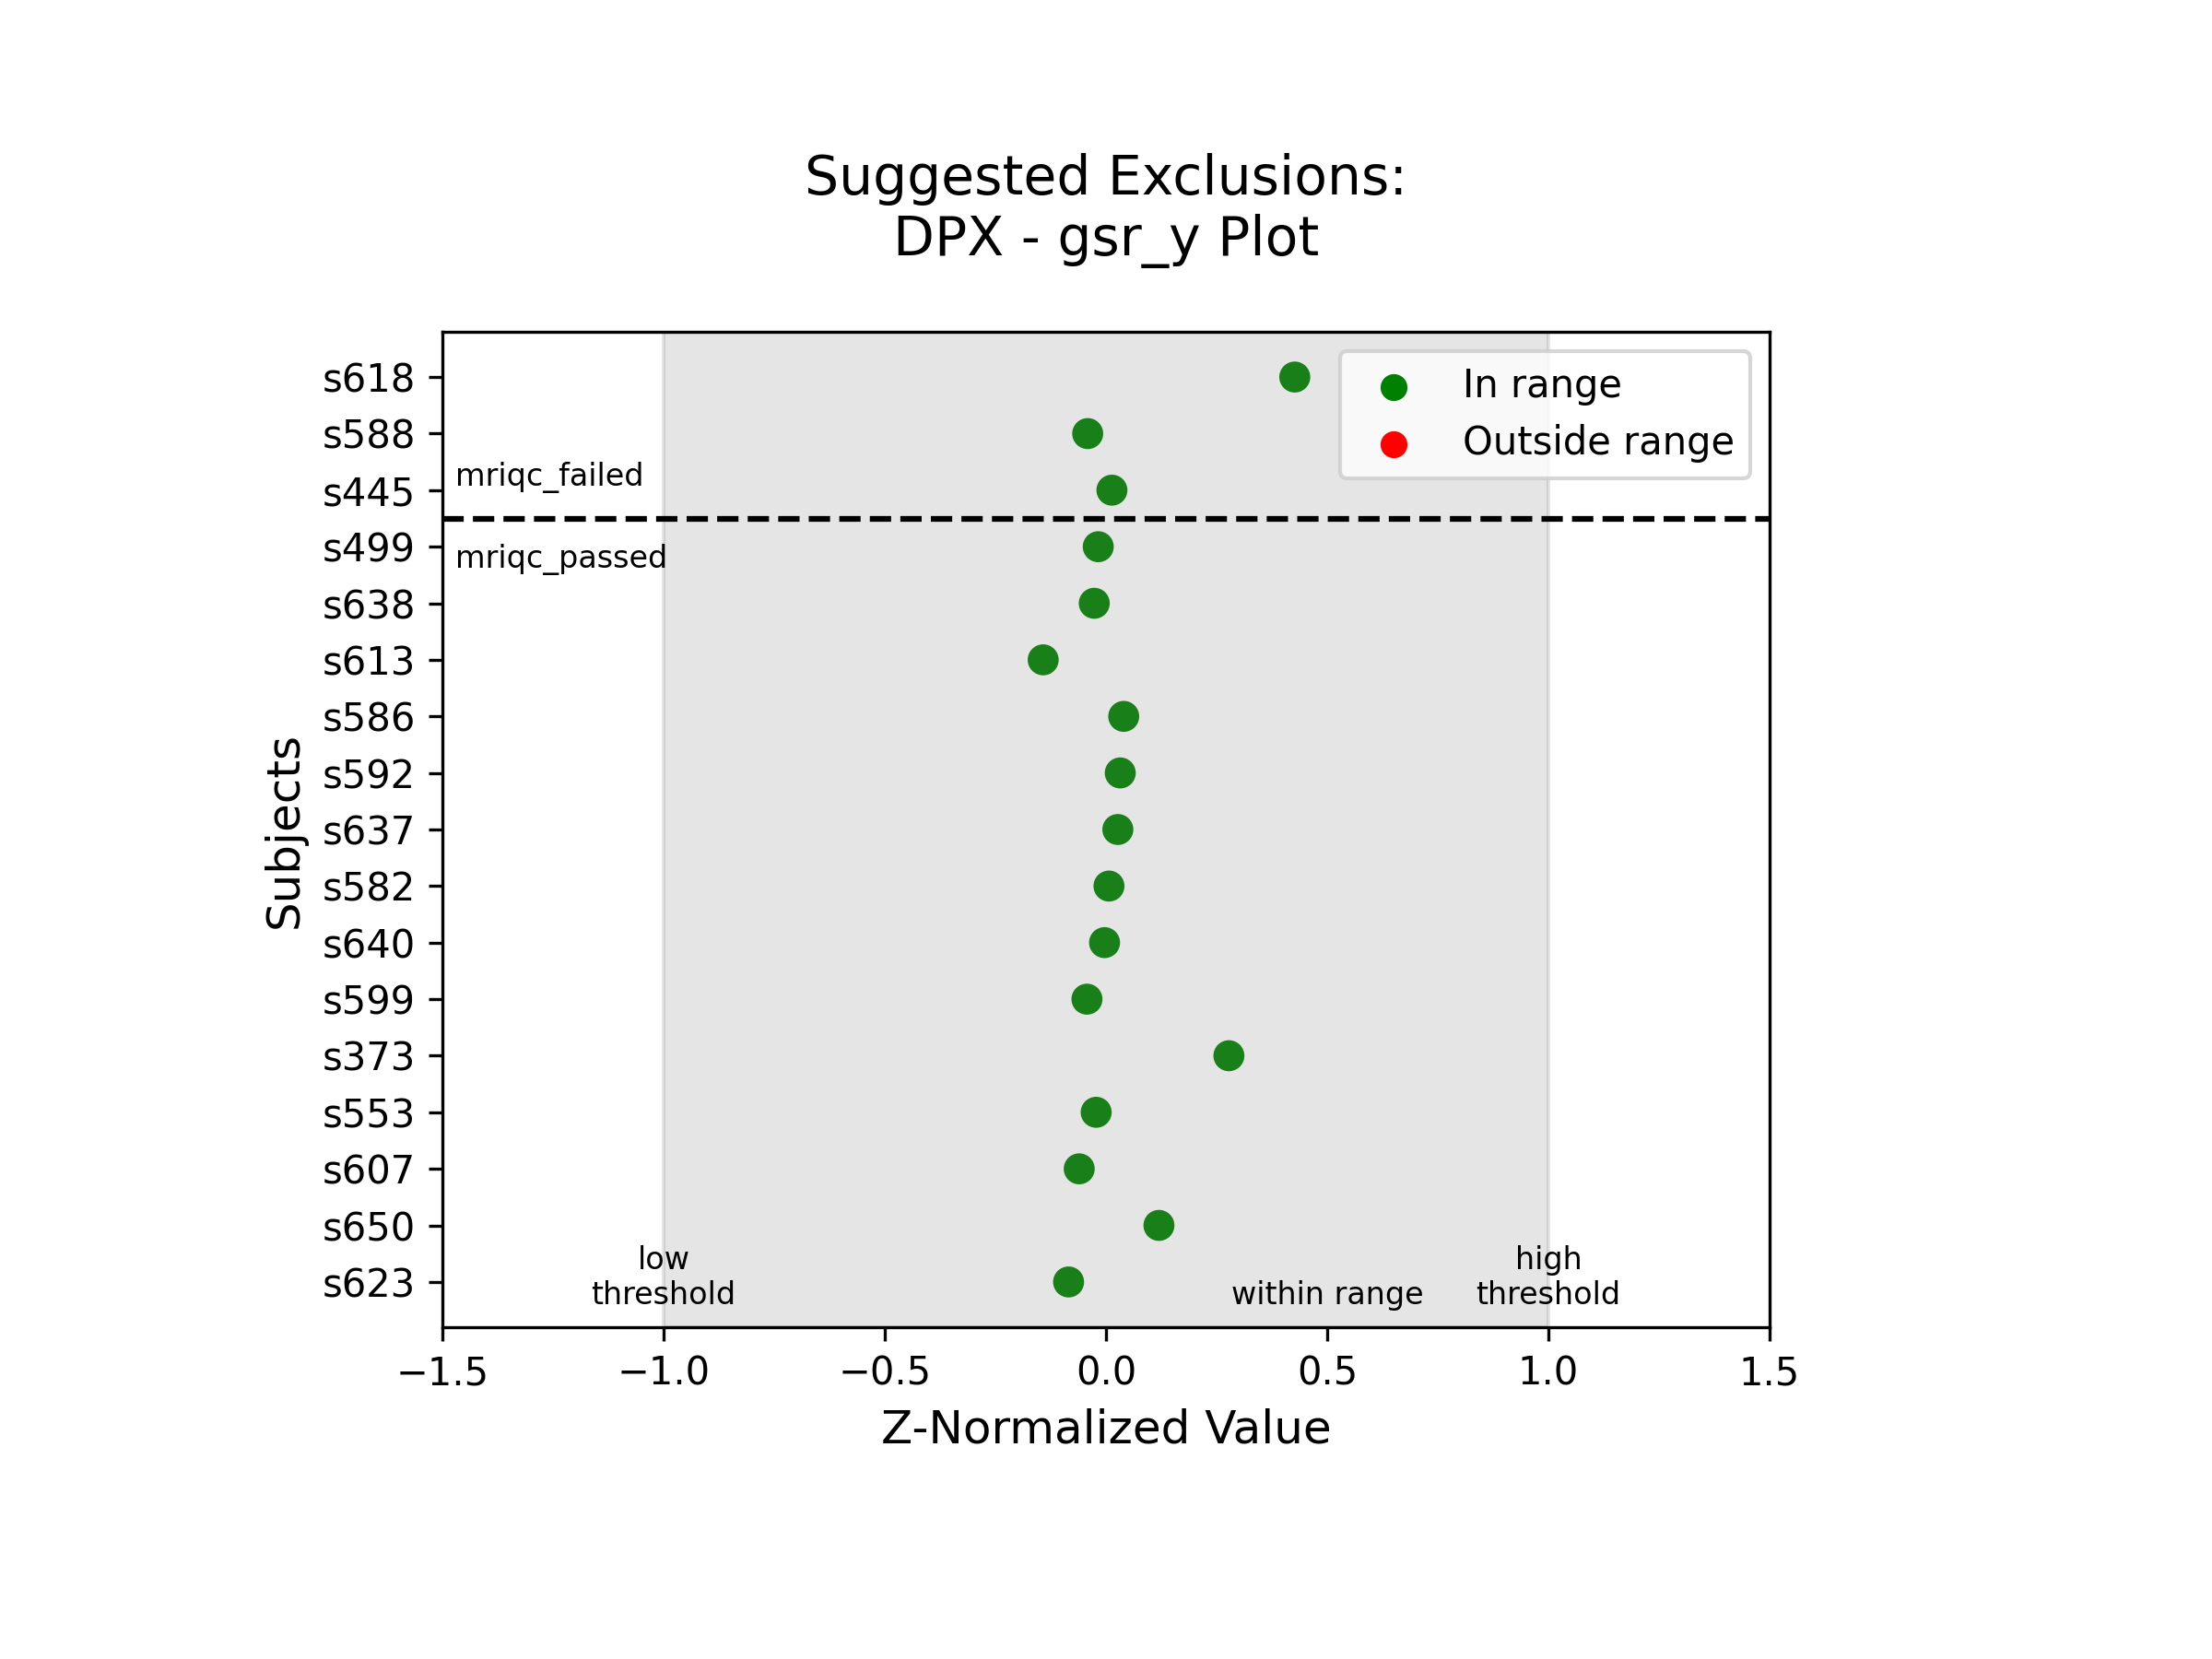 Suggested Exclusions:
DPX - gsr_y Plot
In range
Outside range
s618
s588
s445
s499
s638
s613
s586
s592
s637
s582
s640
s599
s373
s553
s607
s650
s623
mriqc_failed
mriqc_passed
Subjects
low
threshold
within range
high
threshold
−1.5 −1.0 −0.5 0.0 0.5 1.0 1.5
Z-Normalized Value